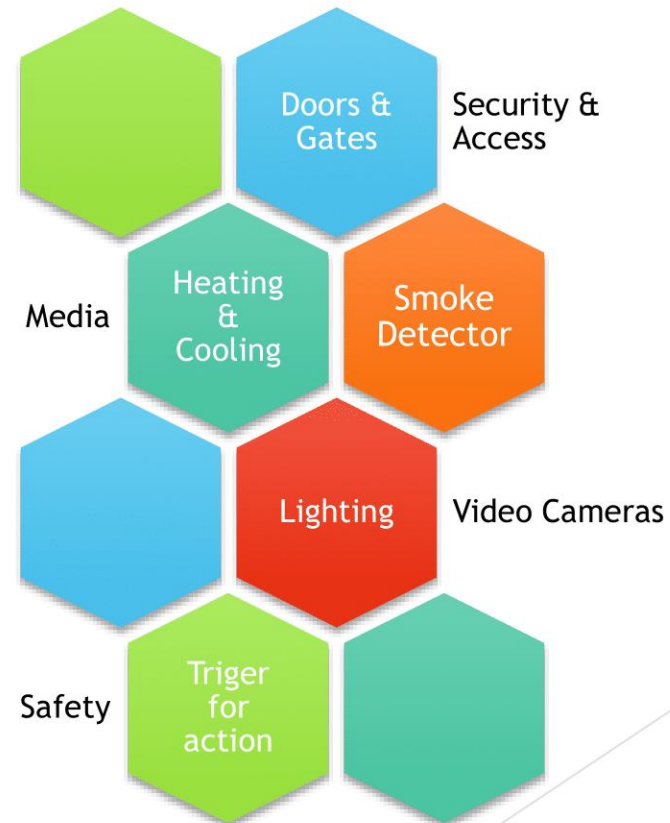 Doors &
Gates
Security &
Access
Media
Heating
&
Cooling
Smoke
Detector
Lighting
Video Cameras
Safety
Triger
for
action